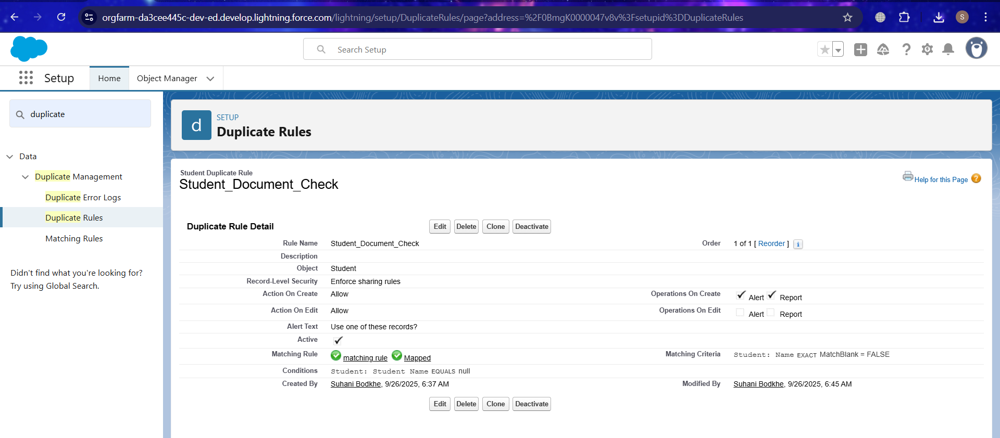 orgfarm-da3cee445c-dev-ed.develop.lightning.force.com/lightning/setup/DuplicateRules/page?address=%2F0BmgK0000047v8v%3Fsetupid%3DDuplicateRules
S
Search Setup
Setup
Home
Object Manager
duplicate
Data
Duplicate Management
Duplicate Error Logs
Duplicate Rules
Matching Rules
Didn't find what you're looking for?
Try using Global Search.
d
SETUP
Duplicate Rules
Student Duplicate Rule
Student_Document_Check
Help for this Page ?
Duplicate Rule Detail
Edit Delete Clone Deactivate
Rule Name Student_Document_Check Order 1 of 1 [ Reorder ] i
Description
Object Student
Record-Level Security Enforce sharing rules
Action On Create Allow Operations On Create Alert Report
Action On Edit Allow Operations On Edit Alert Report
Alert Text Use one of these records?
Active
Matching Rule matching rule Mapped Matching Criteria Student: Name EXACT MatchBlank = FALSE
Conditions Student: Student Name EQUALS null
Created By Suhani Bodkhe, 9/26/2025, 6:37 AM Modified By Suhani Bodkhe, 9/26/2025, 6:45 AM
Edit Delete Clone Deactivate